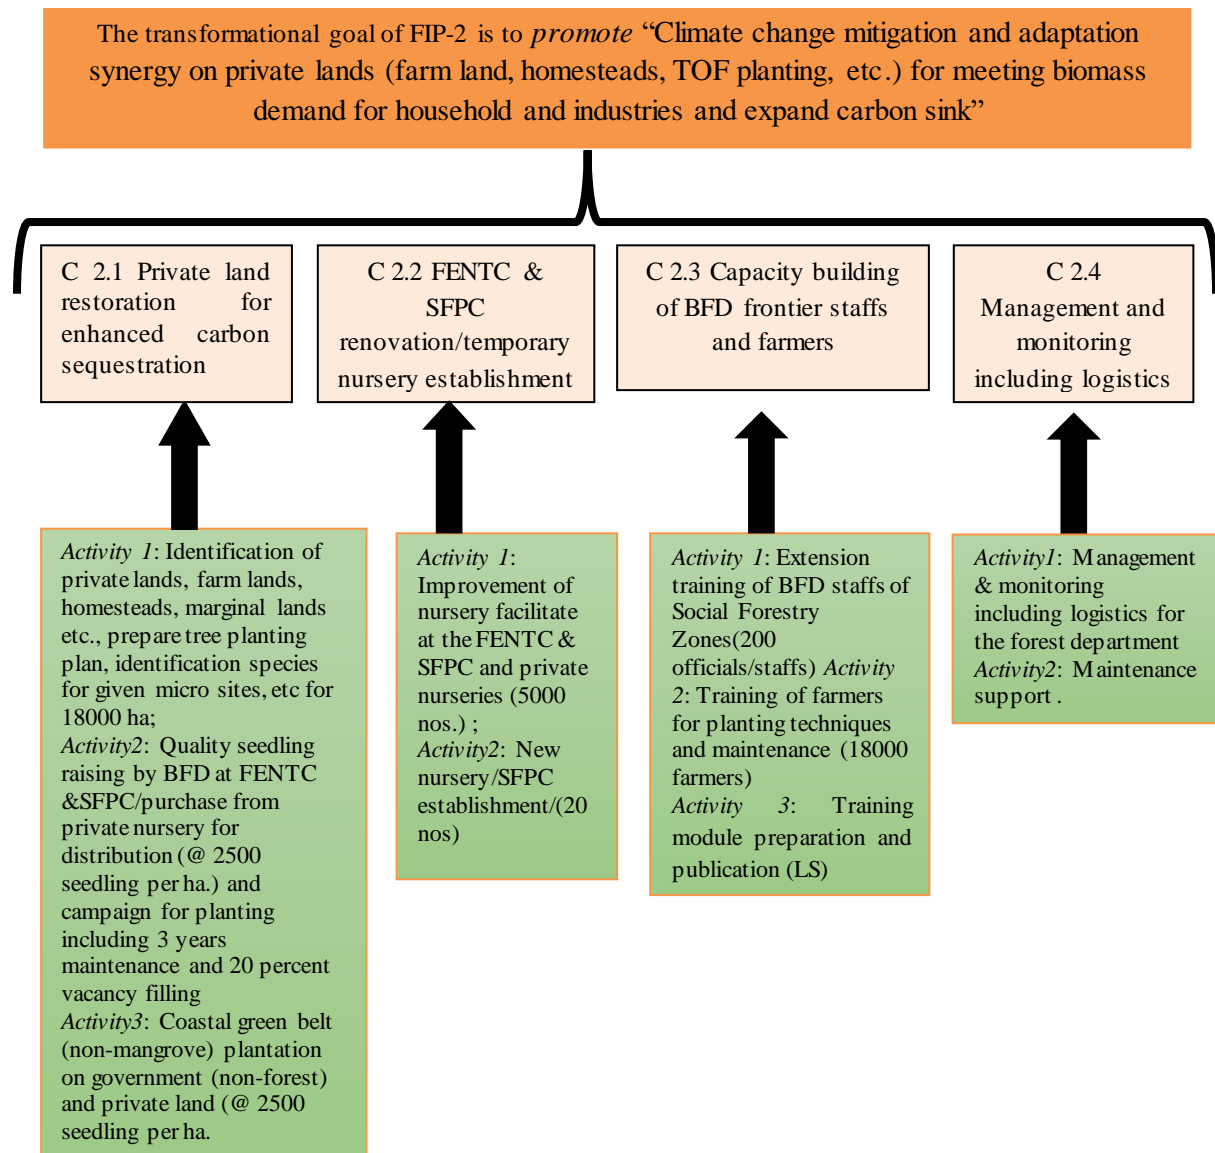 The transformational goal of FIP-2 is to promote “Climate change mitigation and adaptation
synergy on private lands (farm land, homesteads, TOF planting, etc.) for meeting biomass
demand for household and industries and expand carbon sink”
C 2.1 Private land
restoration for
enhanced carbon
sequestration
C 2.2 FENTC &
SFPC
renovation/temporary
nursery establishment
C 2.3 Capacity building
of BFD frontier staffs
and farmers
C 2.4
Management and
monitoring
including logistics
Activity 1: Identification of
private lands, farm lands,
homesteads, marginal lands
etc., prepare tree planting
plan, identification species
for given micro sites, etc for
18000 ha;
Activity2: Quality seedling
raising by BFD at FENTC
&SFPC/purchase from
private nursery for
distribution (@ 2500
seedling per ha.) and
campaign for planting
including 3 years
maintenance and 20 percent
vacancy filling
Activity3: Coastal green belt
(non-mangrove) plantation
on government (non-forest)
and private land (@ 2500
seedling per ha.
Activity 1:
Improvement of
nursery facilitate
at the FENTC &
SFPC and private
nurseries (5000
nos.) ;
Activity2: New
nursery/SFPC
establishment/(20
nos)
Activity 1: Extension
training of BFD staffs of
Social Forestry
Zones(200
officials/staffs) Activity
2: Training of farmers
for planting techniques
and maintenance (18000
farmers)
Activity 3: Training
module preparation and
publication (LS)
Activity1: Management
& monitoring
including logistics for
the forest department
Activity2: Maintenance
support .